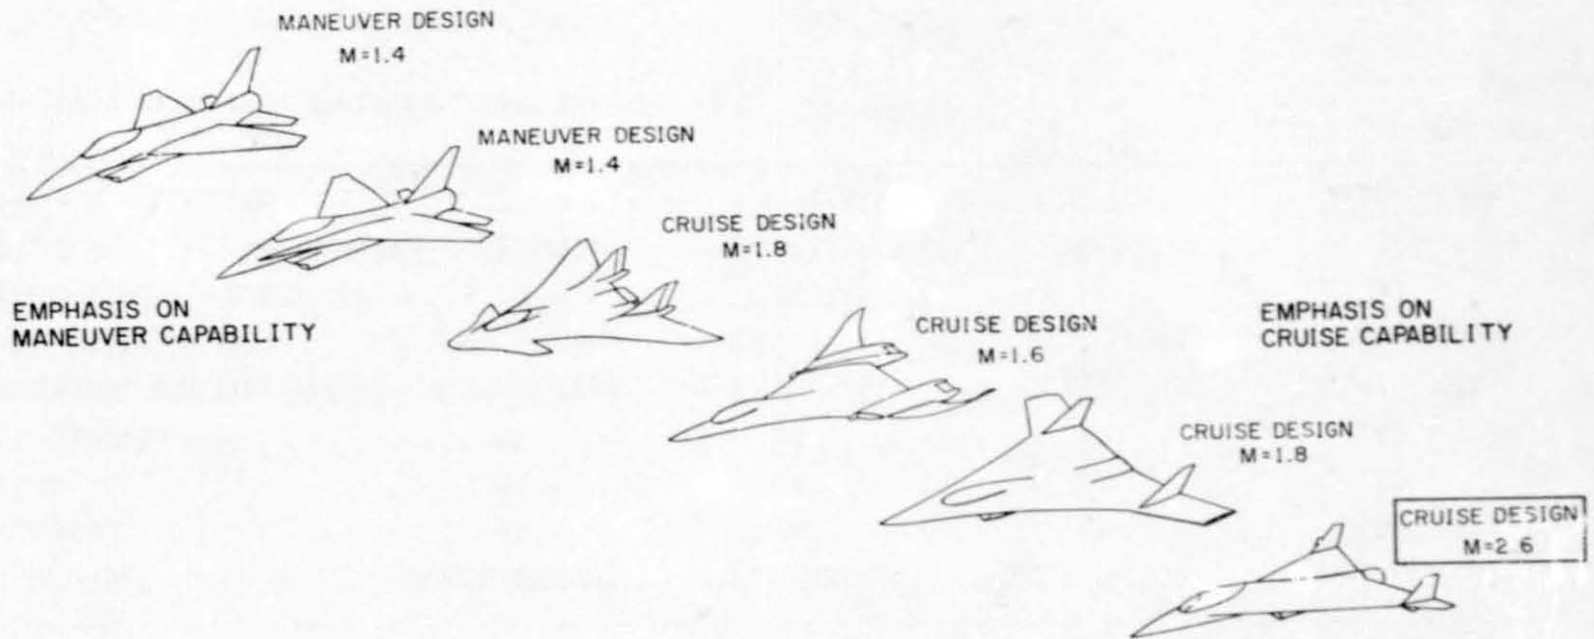 MANEUVER DESIGN
M=1.4
MANEUVER DESIGN
M=1.4
CRUISE DESIGN
M=1.8
EMPHASIS ON
MANEUVER CAPABILITY
CRUISE DESIGN
M=1.6
EMPHASIS ON
CRUISE CAPABILITY
CRUISE DESIGN
M=1.8
CRUISE DESIGN
M=2.6